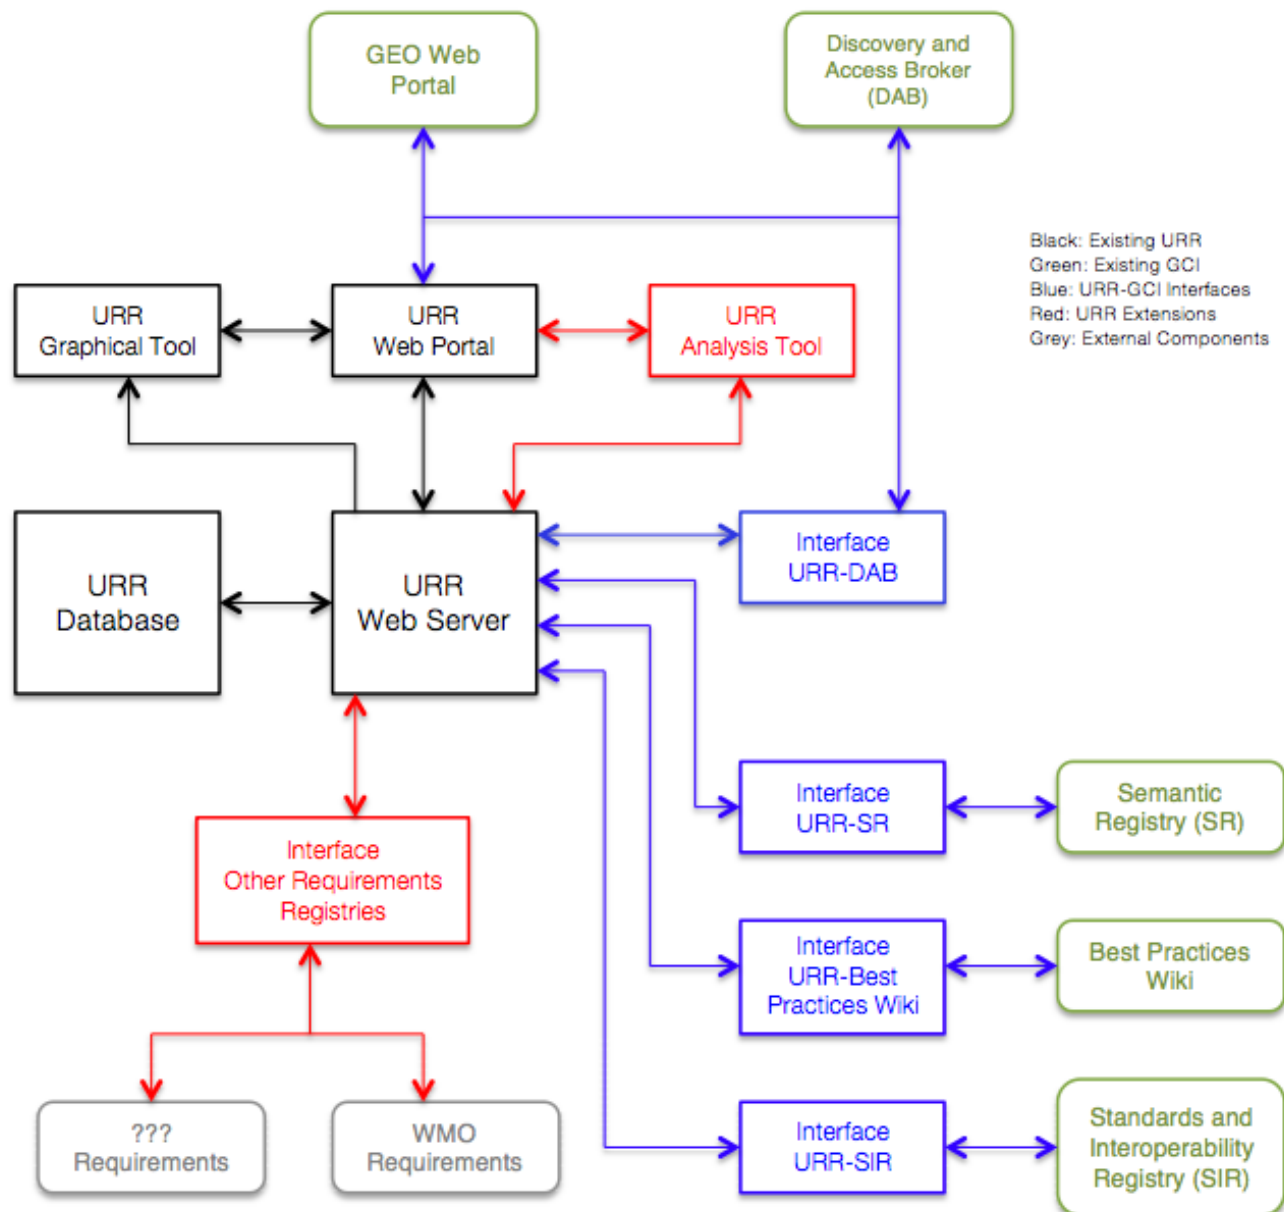 GEO Web
Portal
Discovery and
Access Broker
(DAB)
Black: Existing URR
Green: Existing GCI
Blue: URR-GCI Interfaces
Red: URR Extensions
Grey: External Components
URR
Graphical Tool
URR
Web Portal
URR
Analysis Tool
URR
Database
URR
Web Server
Interface
URR-DAB
Interface
URR-SR
Semantic
Registry (SR)
Interface
Other Requirements
Registries
Interface
URR-Best
Practices Wiki
Best Practices
Wiki
???
Requirements
WMO
Requirements
Interface
URR-SIR
Standards and
Interoperability
Registry (SIR)